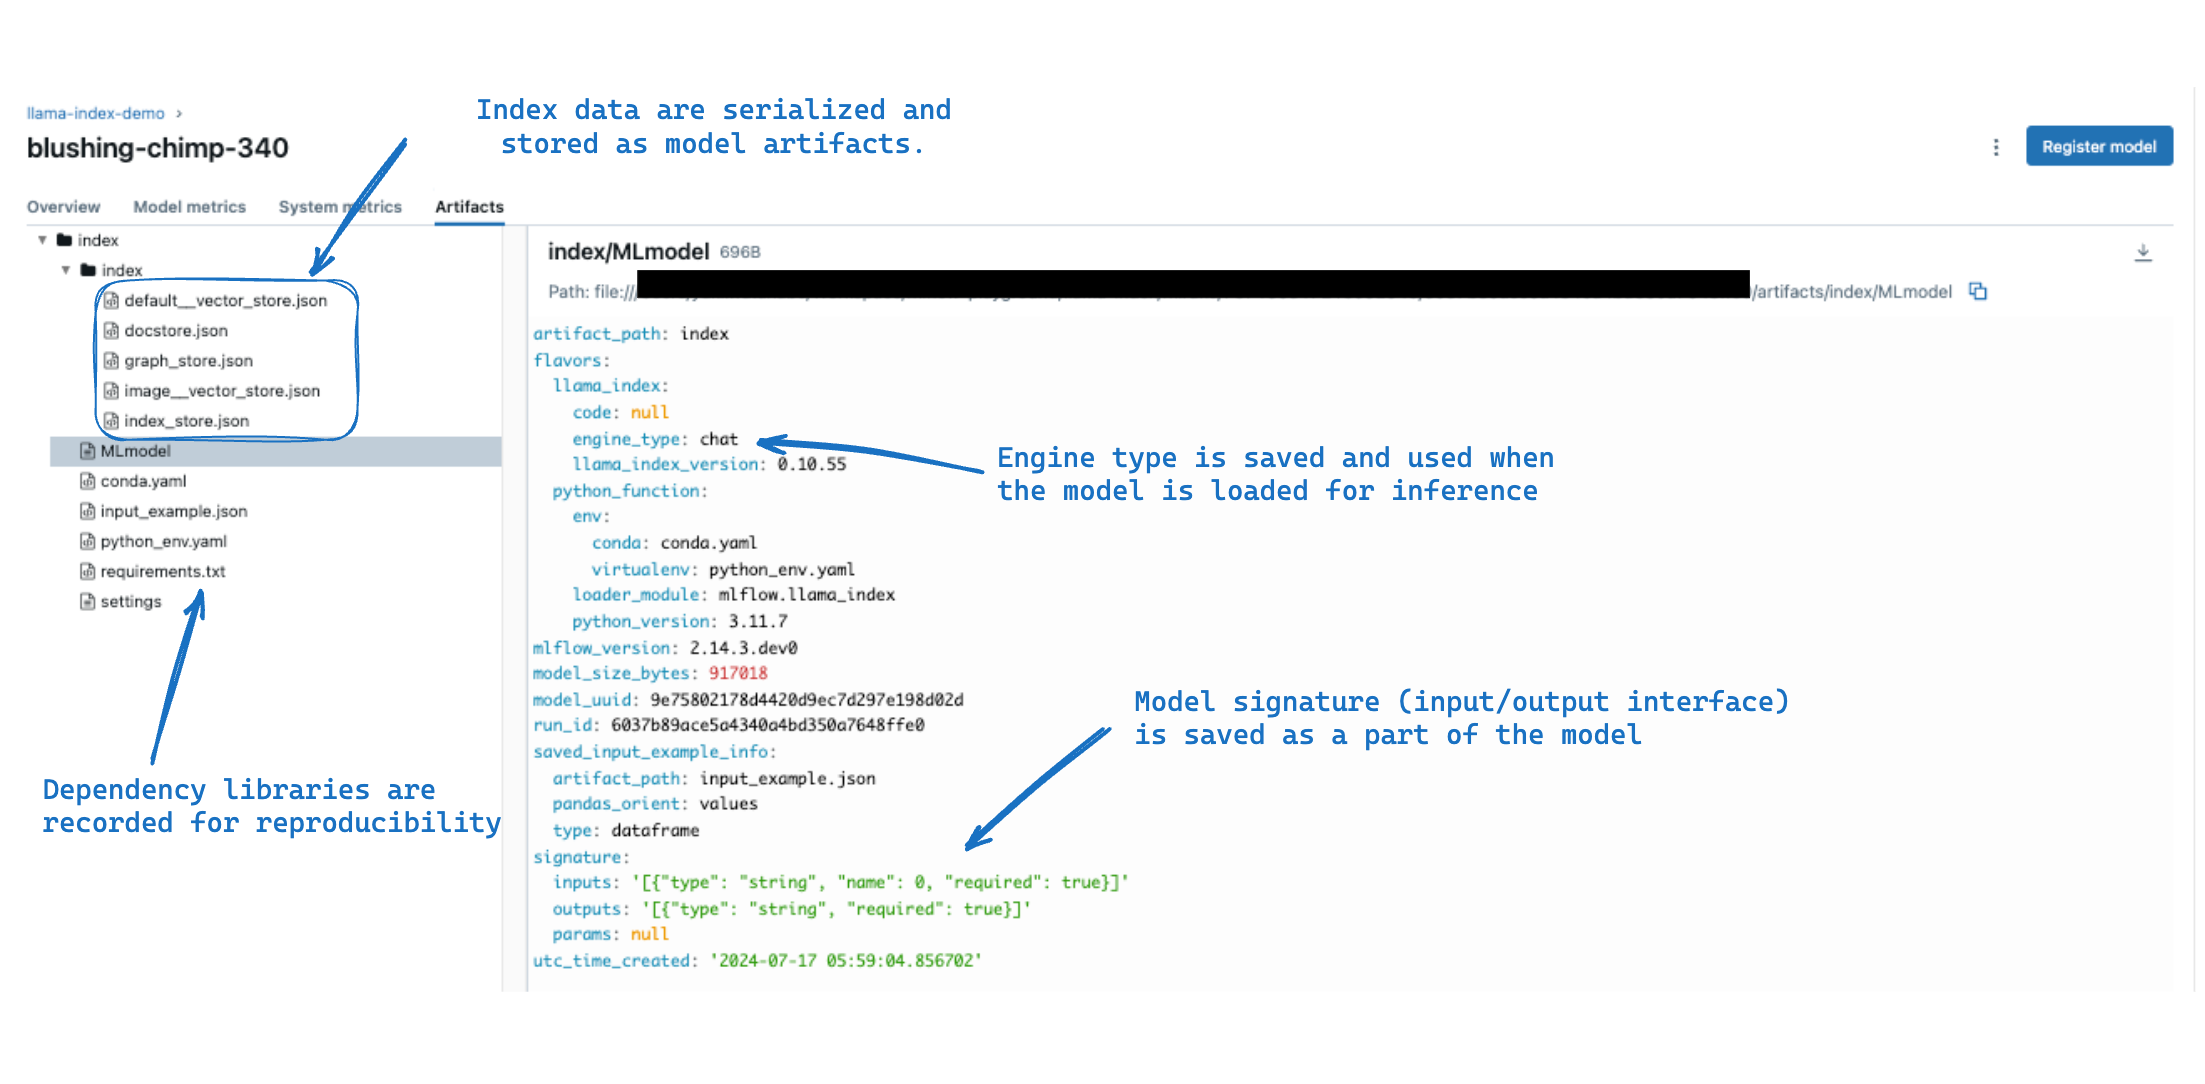 llama-index-demo >
blushing-chimp-340
Index data are serialized and
stored as model artifacts.
Register model
Overview Model metrics System metrics Artifacts
index
index
default__vector_store.json
docstore.json
graph_store.json
image__vector_store.json
index_store.json
MLmodel
conda.yaml
input_example.json
python_env.yaml
requirements.txt
settings
Dependency libraries are
recorded for reproducibility
index/MLmodel 696B
Path: file:/// /artifacts/index/MLmodel
artifact_path: index
flavors:
llama_index:
code: null
engine_type: chat
llama_index_version: 0.10.55
python_function:
env:
conda: conda.yaml
virtualenv: python_env.yaml
loader_module: mlflow.llama_index
python_version: 3.11.7
mlflow_version: 2.14.3.dev0
model_size_bytes: 917018
model_uuid: 9e75802178d4420d9ec7d297e198d02d
run_id: 6037b89ace5a4340a4bd350a7648ffe0
saved_input_example_info:
artifact_path: input_example.json
pandas_orient: values
type: dataframe
signature:
inputs: '[{"type": "string", "name": 0, "required": true}]'
outputs: '[{"type": "string", "required": true}]'
params: null
utc_time_created: '2024-07-17 05:59:04.856702'
Engine type is saved and used when
the model is loaded for inference
Model signature (input/output interface)
is saved as a part of the model